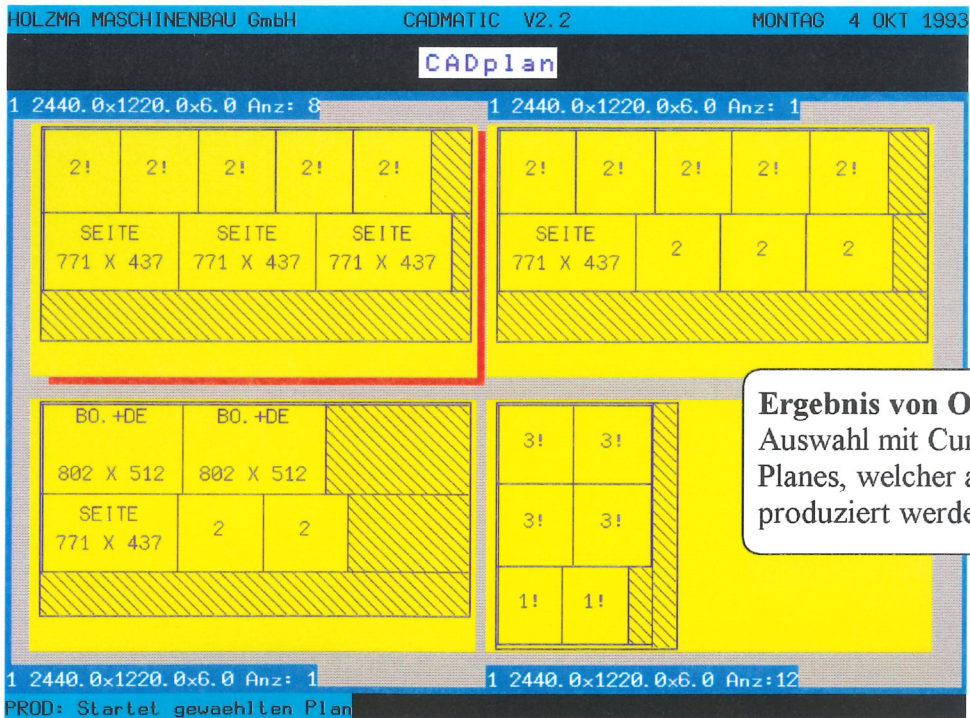 HOLZMA MASCHINENBAU GmbH CADMATIC V2.2 MONTAG 4 OKT 1993
CADplan
1 2440.0x1220.0x6.0 Anz: 8
2! 2! 2! 2! 2!
SEITE SEITE SEITE
771 X 437 771 X 437 771 X 437
1 2440.0x1220.0x6.0 Anz: 1
2! 2! 2! 2! 2!
SEITE 2 2 2
771 X 437
BO.+DE BO.+DE
802 X 512 802 X 512
SEITE 2 2
771 X 437
1 2440.0x1220.0x6.0 Anz: 1
3! 3!
3! 3!
1! 1!
1 2440.0x1220.0x6.0 Anz:12
Ergebnis von O
Auswahl mit Cur
Planes, welcher a
produziert werde
PROD: Startet gewaehlten Plan